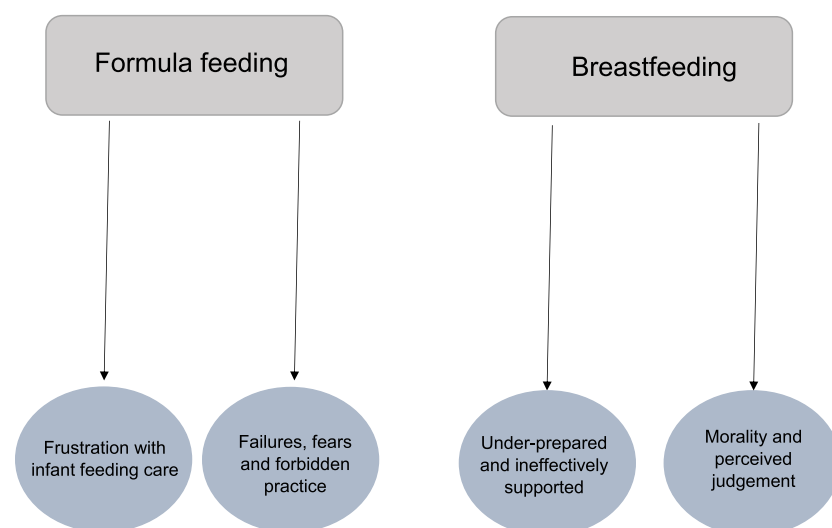 Formula feeding
Breastfeeding
Frustration with
infant feeding care
Failures, fears
and forbidden
practice
Under-prepared
and ineffectively
supported
Morality and
perceived
judgement